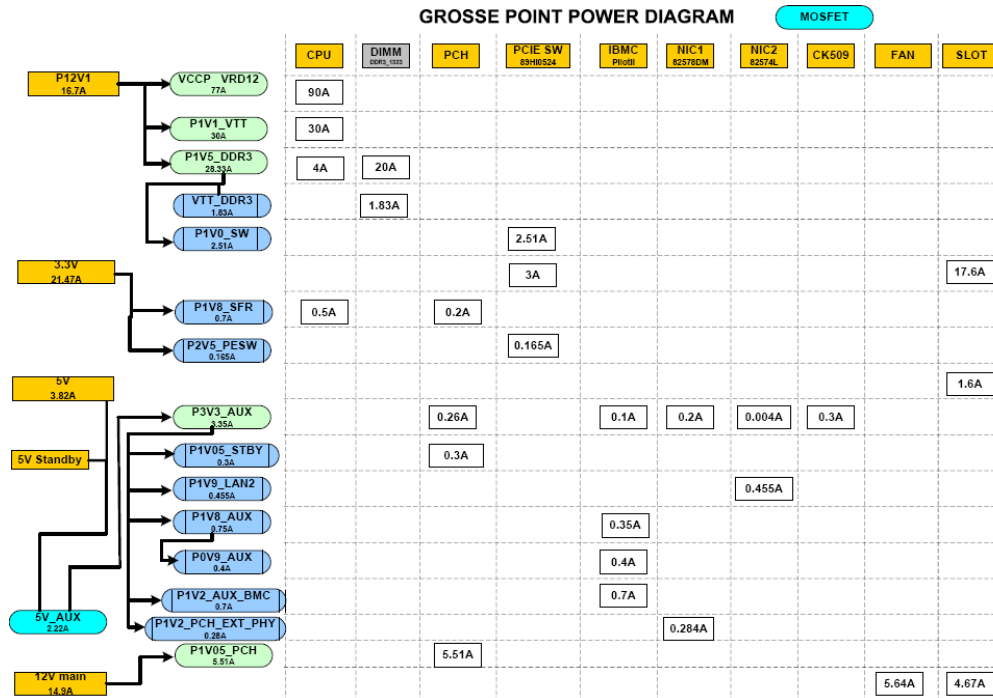 GROSSE POINT POWER DIAGRAM
MOSFET
CPU
DIMM
DDR3_1333
PCH
PCIE SW
89HI0524
IBMC
PilotII
NIC1
82578DM
NIC2
82574L
CK509
FAN
SLOT
P12V1
16.7A
VCCP VRD12
77A
90A
P1V1_VTT
30A
30A
P1V5_DDR3
28.33A
4A
20A
VTT_DDR3
1.83A
1.83A
P1V0_SW
2.51A
2.51A
3.3V
21.47A
3A
17.6A
P1V8_SFR
0.7A
0.5A
0.2A
P2V5_PESW
0.165A
0.165A
5V
3.82A
1.6A
P3V3_AUX
3.35A
0.26A
0.1A
0.2A
0.004A
0.3A
5V Standby
P1V05_STBY
0.3A
0.3A
P1V9_LAN2
0.455A
0.455A
P1V8_AUX
0.75A
0.35A
P0V9_AUX
0.4A
0.4A
P1V2_AUX_BMC
0.7A
0.7A
5V_AUX
2.22A
P1V2_PCH_EXT_PHY
0.28A
0.284A
P1V05_PCH
5.51A
5.51A
12V main
14.9A
5.64A
4.67A